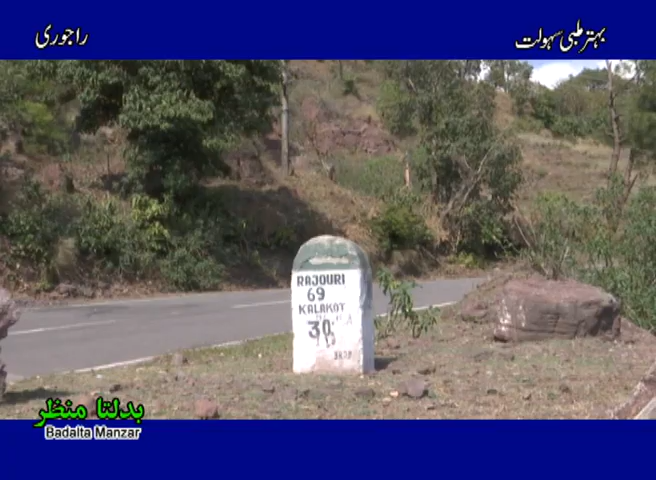 راجوری
بہتر طبی سہولت
RAJOURI
69
KALAKOT
30
بدلتا منظر
Badalta Manzar